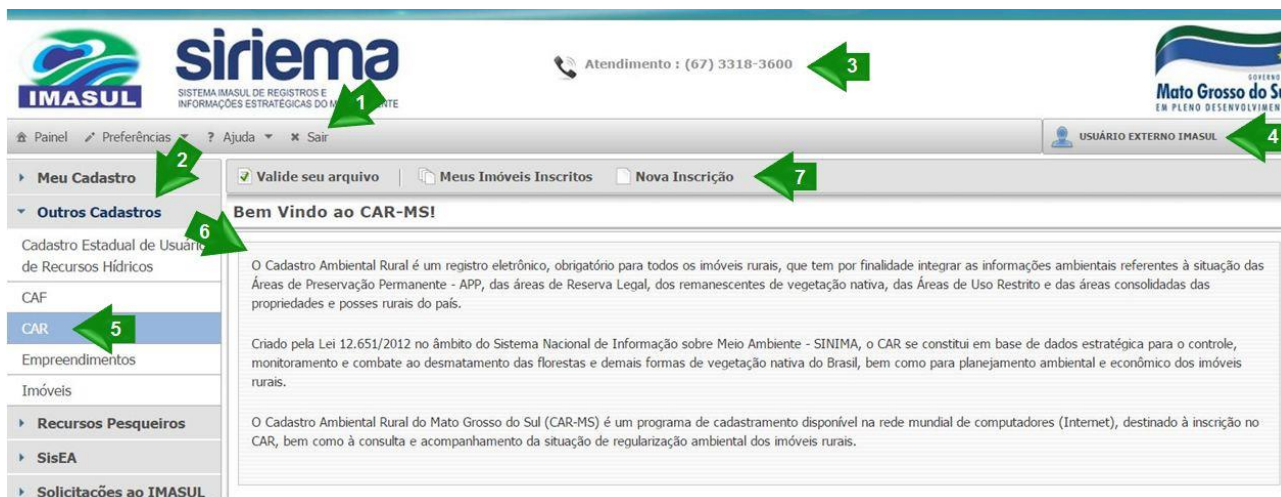 IMASUL
siriema
SISTEMA IMASUL DE REGISTROS E
INFORMAÇÕES ESTRATÉGICAS DO
Atendimento : (67) 3318-3600
3
Mato Grosso do
EM PLENO
1
Painel Preferências ? Ajuda Sair
USUÁRIO EXTERNO IMASUL
4
2
Meu Cadastro
Valide seu arquivo | Meus Imóveis Inscritos Nova Inscrição
7
Outros Cadastros
Bem Vindo ao CAR-MS!
6
Cadastro Estadual de
de Recursos Hídricos
CAF
CAR
5
Empreendimentos
Imóveis
Recursos Pesqueiros
SisEA
Solicitações ao IMASUL
O Cadastro Ambiental Rural é um registro eletrônico, obrigatório para todos os imóveis rurais, que tem por finalidade integrar as informações ambientais referentes à situação das
Áreas de Preservação Permanente - APP, das áreas de Reserva Legal, dos remanescentes de vegetação nativa, das Áreas de Uso Restrito e das áreas consolidadas das
propriedades e posses rurais do país.
Criado pela Lei 12.651/2012 no âmbito do Sistema Nacional de Informação sobre Meio Ambiente - SINIMA, o CAR se constitui em base de dados estratégica para o controle,
monitoramento e combate ao desmatamento das florestas e demais formas de vegetação nativa do Brasil, bem como para planejamento ambiental e econômico dos imóveis
rurais.
O Cadastro Ambiental Rural do Mato Grosso do Sul (CAR-MS) é um programa de cadastramento disponível na rede mundial de computadores (Internet), destinado à inscrição no
CAR, bem como à consulta e acompanhamento da situação de regularização ambiental dos imóveis rurais.